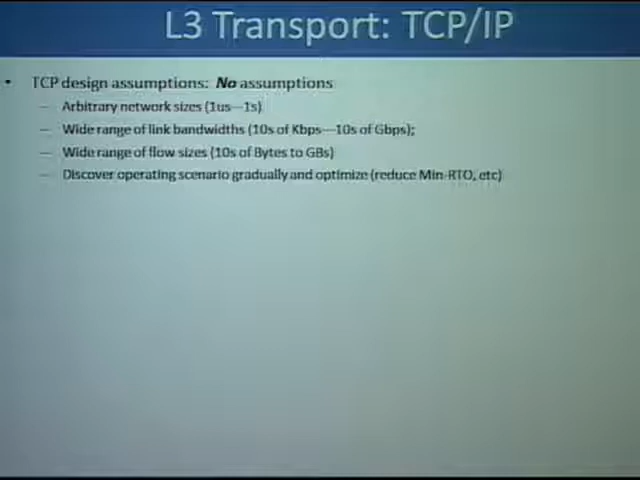 L3 Transport: TCP/IP
• TCP design assumptions: No assumptions
– Arbitrary network sizes (1us—1s)
– Wide range of link bandwidths (10s of Kbps—10s of Gbps);
– Wide range of flow sizes (10s of Bytes to GBs)
– Discover operating scenario gradually and optimize (reduce Min-RTO, etc)